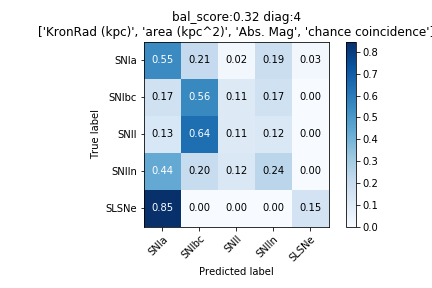 bal_score:0.32 diag:4
['KronRad (kpc)', 'area (kpc^2)', 'Abs. Mag', 'chance coincidence']
True label
SNIa 0.55 0.21 0.02 0.19 0.03
SNIbc 0.17 0.56 0.11 0.17 0.00
SNII 0.13 0.64 0.11 0.12 0.00
SNIIn 0.44 0.20 0.12 0.24 0.00
SLSNe 0.85 0.00 0.00 0.00 0.15
SNIa SNIbc SNII SNIIn SLSNe
Predicted label
0.8
0.7
0.6
0.5
0.4
0.3
0.2
0.1
0.0